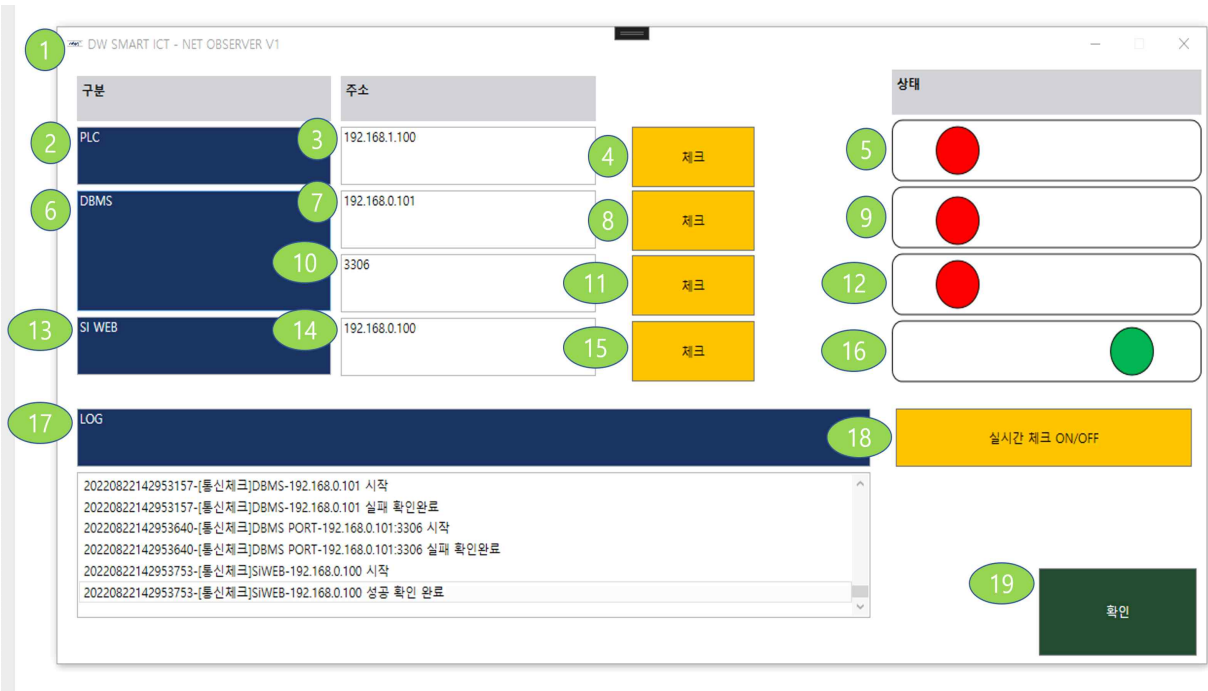 1 DW SMART ICT - NET OBSERVER V1
구분 주소 상태
2 PLC 3 192.168.1.100 4 체크 5
6 DBMS 7 192.168.0.101 8 체크 9
10 3306 11 체크 12
13 SI WEB 14 192.168.0.100 15 체크 16
17 LOG 18 실시간 체크 ON/OFF
20220822142953157-[통신체크]DBMS-192.168.0.101 시작
20220822142953157-[통신체크]DBMS-192.168.0.101 실패 확인완료
20220822142953640-[통신체크]DBMS PORT-192.168.0.101:3306 시작
20220822142953640-[통신체크]DBMS PORT-192.168.0.101:3306 실패 확인완료
20220822142953753-[통신체크]SiWEB-192.168.0.100 시작
20220822142953753-[통신체크]SiWEB-192.168.0.100 성공 확인 완료
19 확인